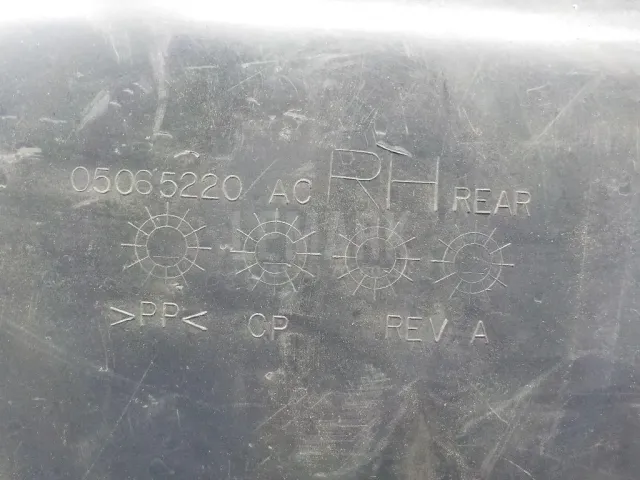 05065220 AC RH REAR
>PP< CP REV A